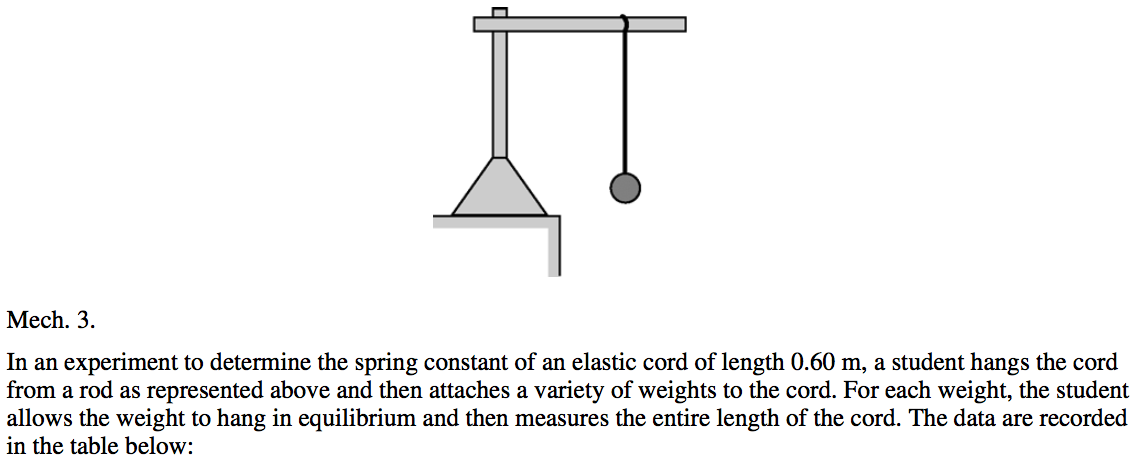 Mech. 3.
In an experiment to determine the spring constant of an elastic cord of length 0.60 m, a student hangs the cord
from a rod as represented above and then attaches a variety of weights to the cord. For each weight, the student
allows the weight to hang in equilibrium and then measures the entire length of the cord. The data are recorded
in the table below: